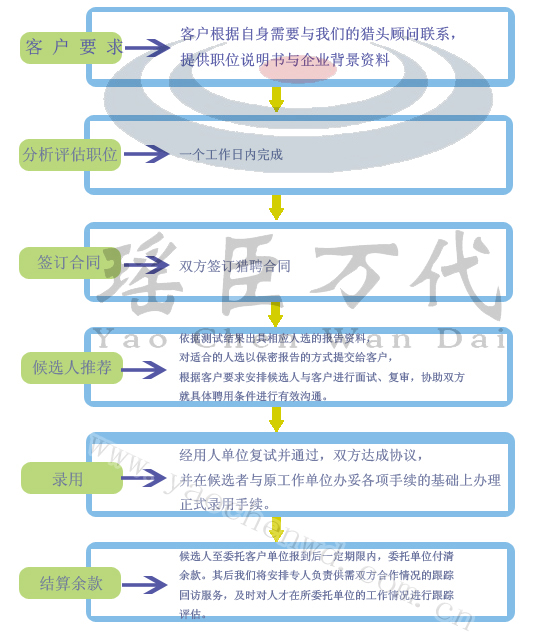 客户要求
客户根据自身需要与我们的猎头顾问联系，
提供职位说明书与企业背景资料
分析评估职位
一个工作日内完成
签订合同
双方签订猎聘合同
瑶臣万代
Yao Chen Wan Dai
候选人推荐
依据测试结果出具相应人选的报告资料，
对适合的人选以保密报告的方式提交给客户，
根据客户要求安排候选人与客户进行面试、复审，协助双方
就具体聘用条件进行有效沟通。
录用
经用人单位复试并通过，双方达成协议，
并在候选者与原工作单位办妥各项手续的基础上办理
正式录用手续。
结算余款
候选人至委托客户单位报到后一定期限内，委托单位付清
余款。其后我们将安排专人负责供需双方合作情况的跟踪
回访服务，及时对人才在所委托单位的工作情况进行跟踪
评估。
www.yaochenwd.com.cn